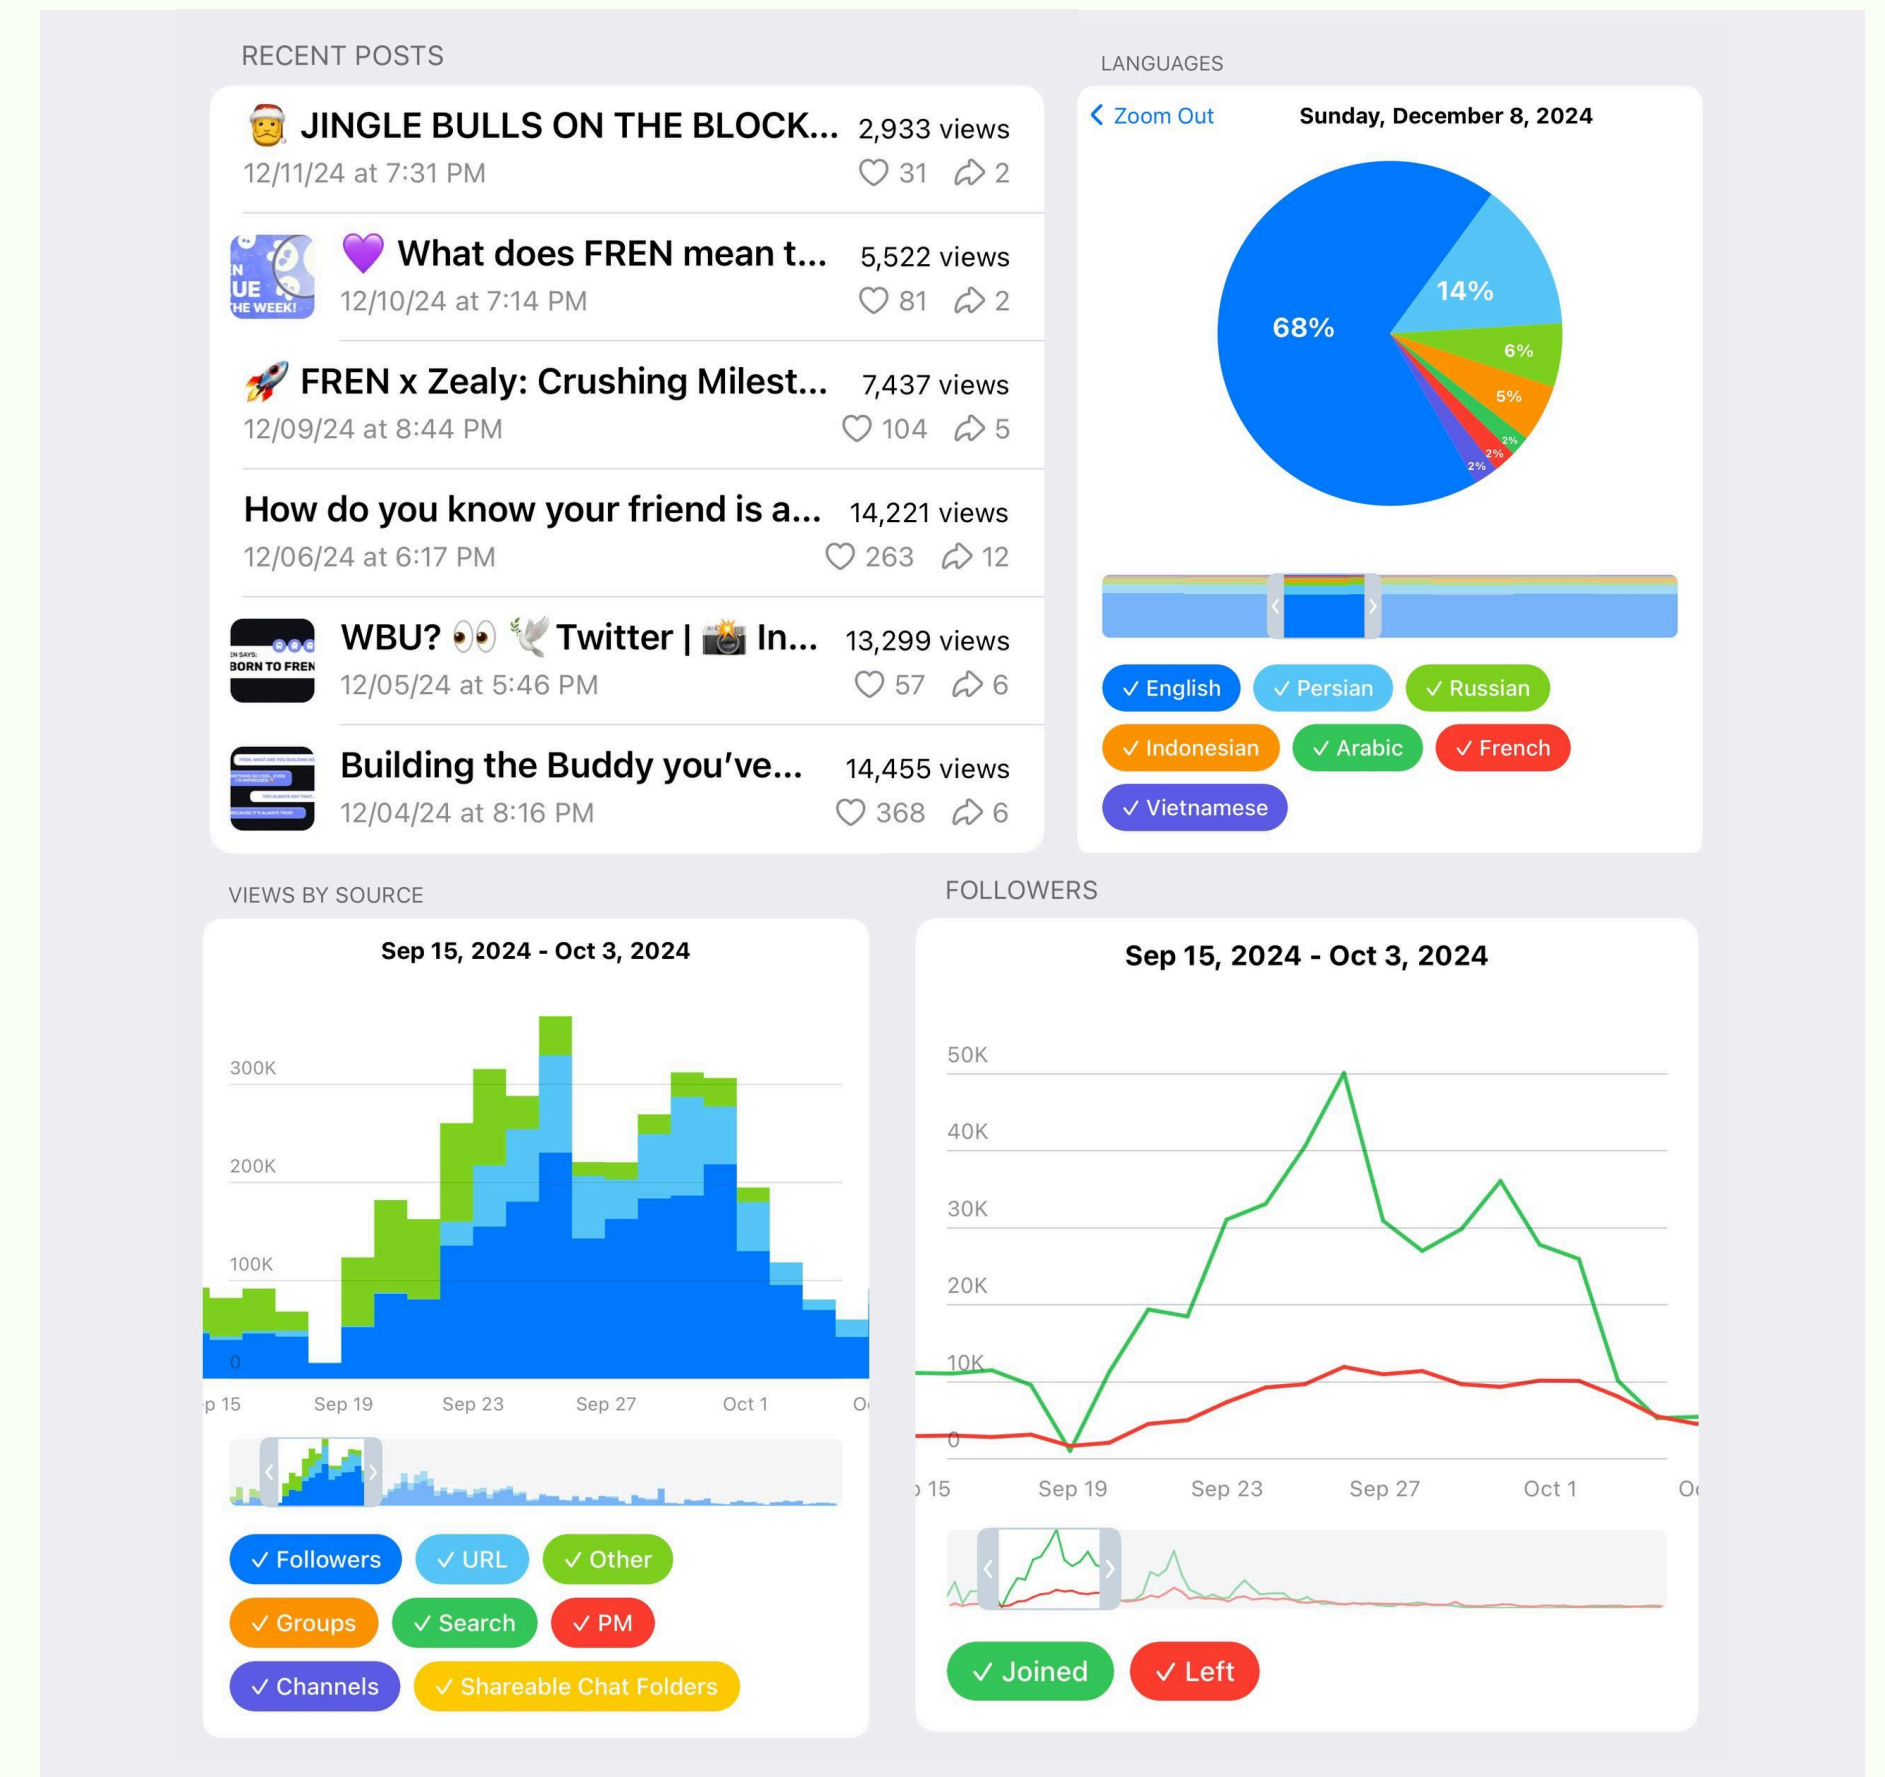 RECENT POSTS
🎅 JINGLE BULLS ON THE BLOCK... 2,933 views
12/11/24 at 7:31 PM 31 2
N
UE
THE WEEK!
💜 What does FREN mean t... 5,522 views
12/10/24 at 7:14 PM 81 2
🚀 FREN x Zealy: Crushing Milest... 7,437 views
12/09/24 at 8:44 PM 104 5
How do you know your friend is a... 14,221 views
12/06/24 at 6:17 PM 263 12
EN SAYS:
BORN TO FREN
WBU? 👀 🕊 Twitter | 📸 In... 13,299 views
12/05/24 at 5:46 PM 57 6
Building the Buddy you’ve... 14,455 views
12/04/24 at 8:16 PM 368 6
LANGUAGES
Zoom Out Sunday, December 8, 2024
68%
14%
6%
5%
2%
2%
2%
✓ English ✓ Persian ✓ Russian
✓ Indonesian ✓ Arabic ✓ French
✓ Vietnamese
VIEWS BY SOURCE
Sep 15, 2024 - Oct 3, 2024
300K
200K
100K
0
p 15 Sep 19 Sep 23 Sep 27 Oct 1 O
✓ Followers ✓ URL ✓ Other
✓ Groups ✓ Search ✓ PM
✓ Channels ✓ Shareable Chat Folders
FOLLOWERS
Sep 15, 2024 - Oct 3, 2024
50K
40K
30K
20K
10K
0
15 Sep 19 Sep 23 Sep 27 Oct 1 O
✓ Joined ✓ Left